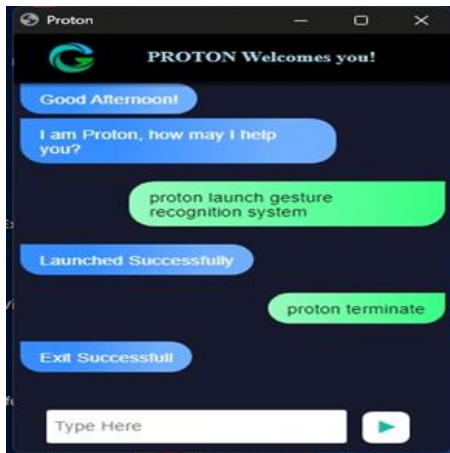 Proton
PROTON Welcomes you!
Good Afternoon!
I am Proton, how may I help
you?
proton launch gesture
recognition system
Launched Successfully
proton terminate
Exit Successfull
Type Here